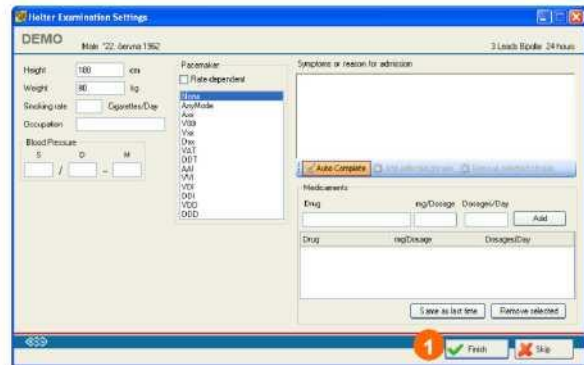 Holter Examination Settings
DEMO
Male *22. června 1962
3 Leads Bipolar 24 hours
Height 180 cm
Weight 80 kg
Smoking rate Cigarettes/Day
Occupation
Blood Pressure
S D M
/ –
Pacemaker
Rate-dependent
None
AnyMode
Axx
V00
Vxx
Dxx
VAT
DDT
AAI
VVI
VDI
DDI
VDD
DDD
Symptoms or reason for admission
Auto Complete
Medicaments
Drug mg/Dosage Dosages/Day
Add
Drug mg/Dosage Dosages/Day
Same as last time Remove selected
1 Finish Skip